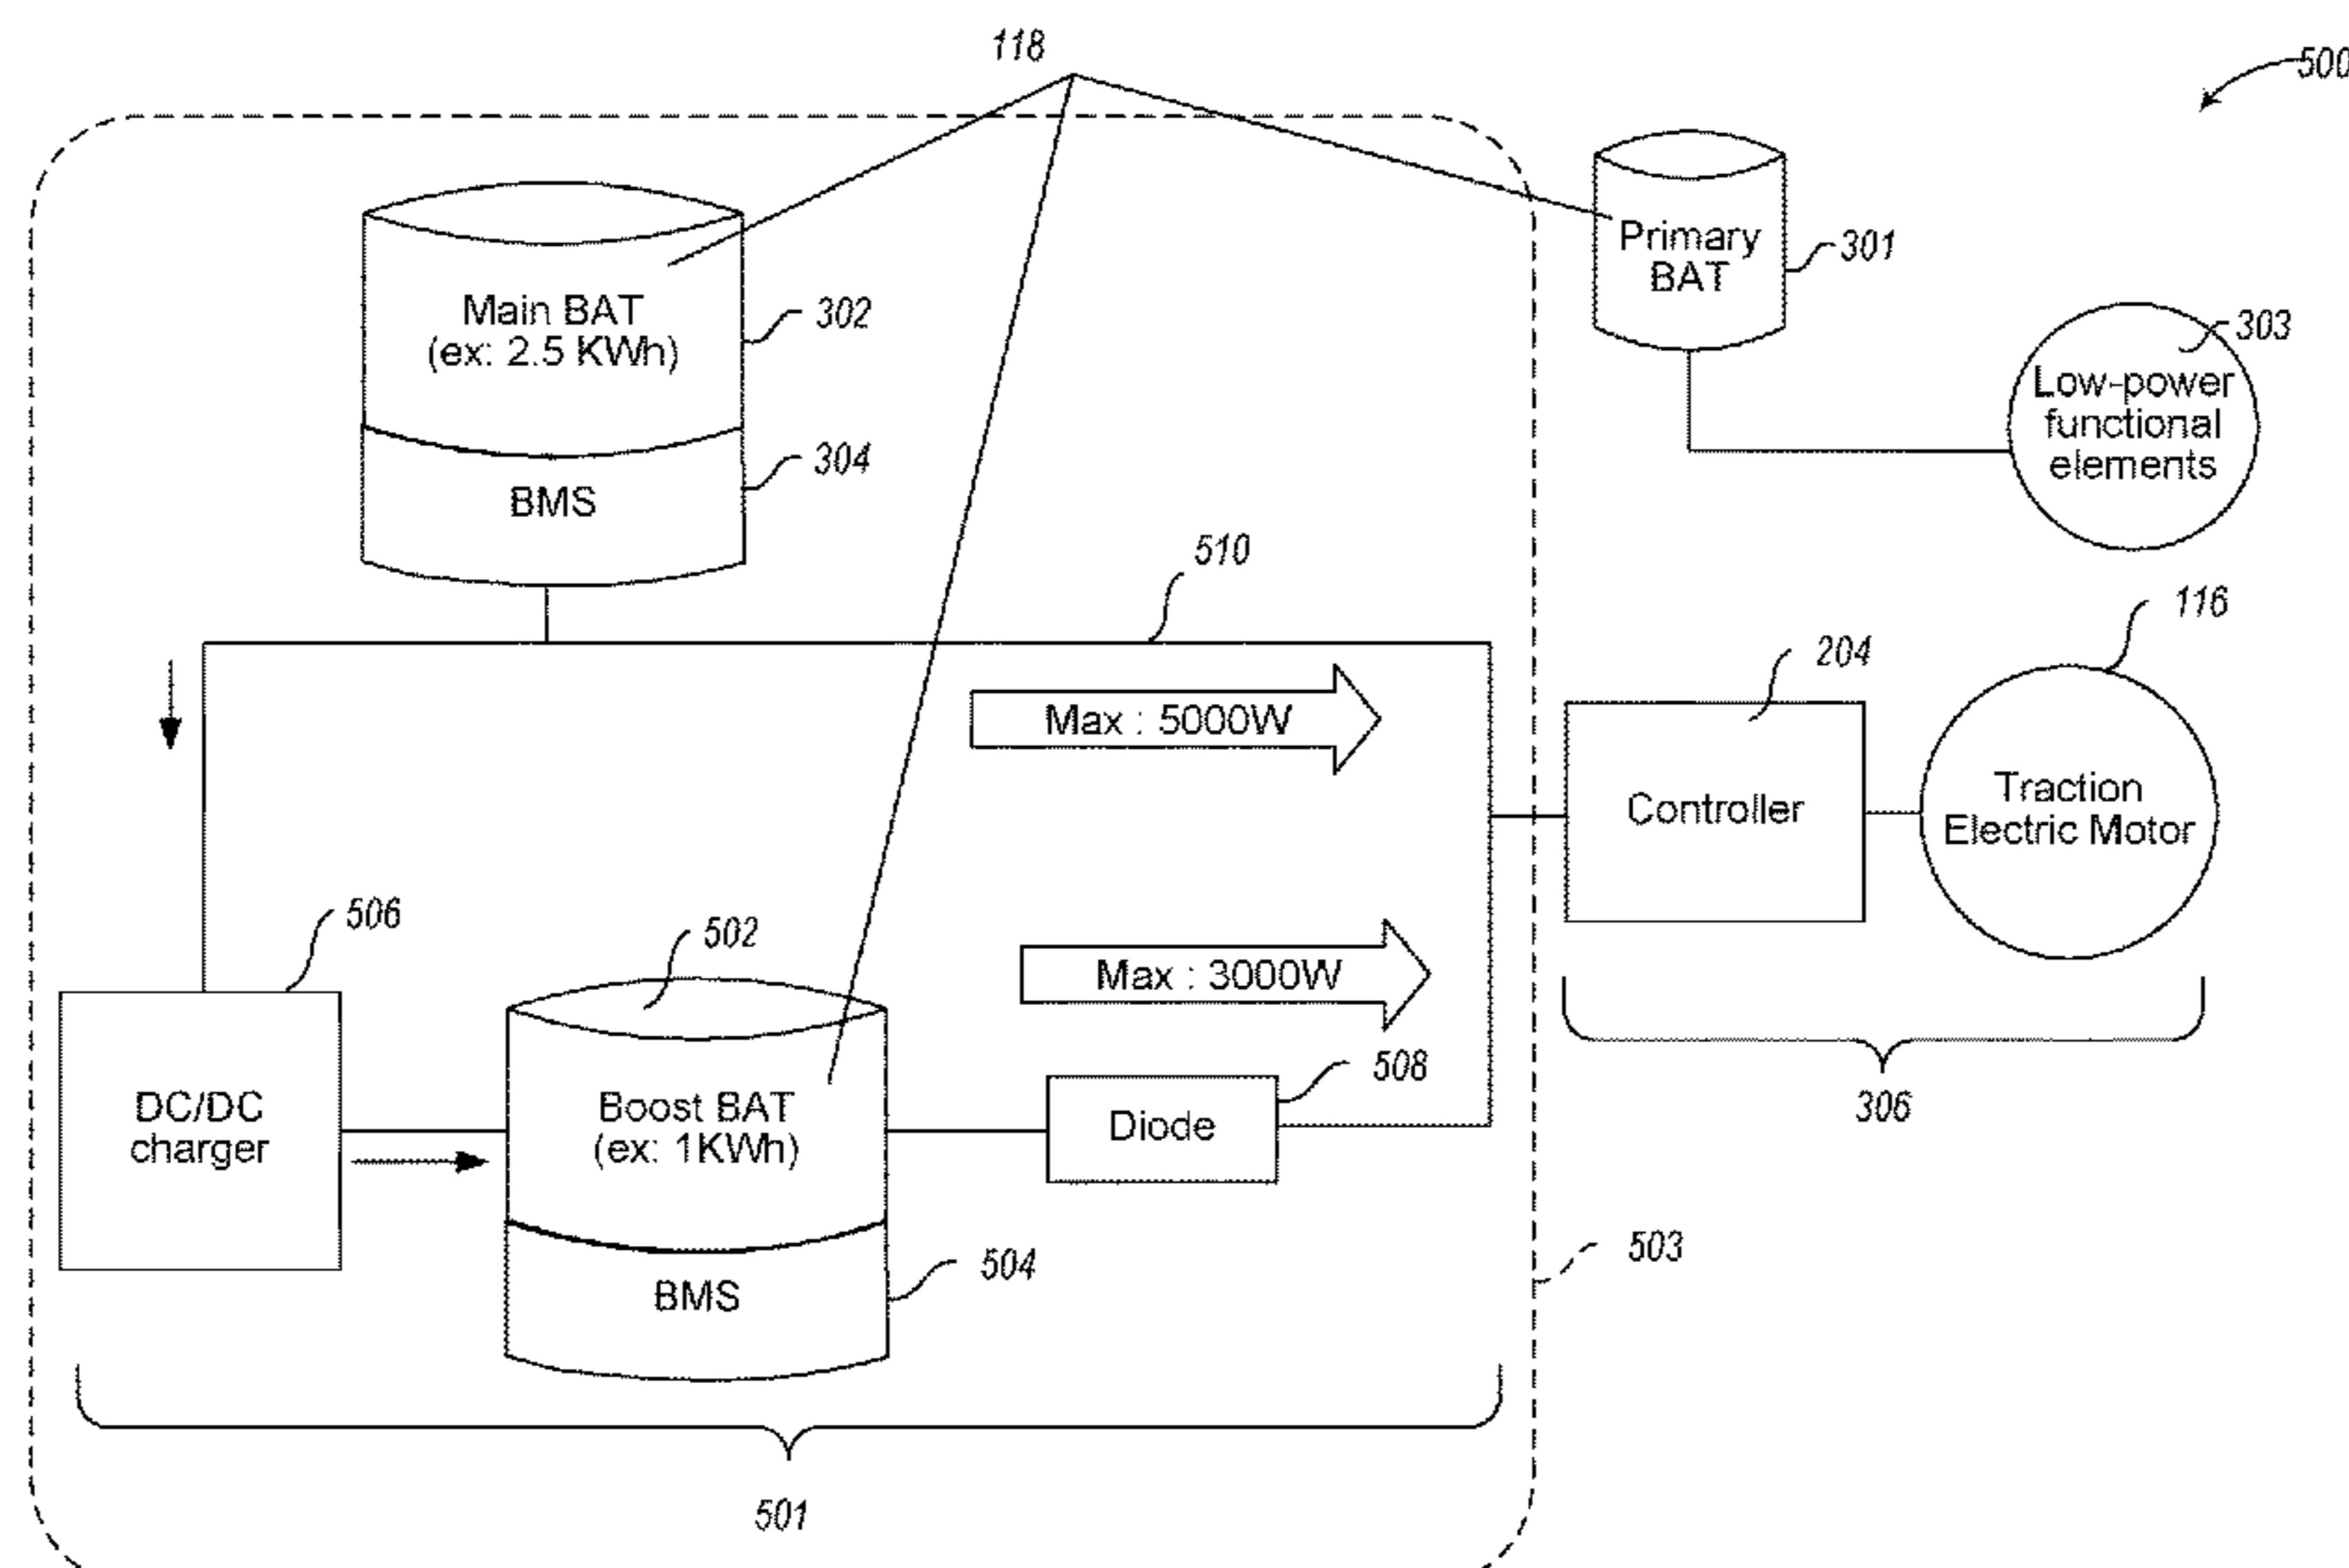 118
500
Primary
BAT
301
Main BAT
(ex: 2.5 KWh)
302
303
Low-power
functional
elements
304
BMS
510
116
204
Max : 5000W
Controller
Traction
Electric Motor
506
502
Max : 3000W
508
DC/DC
charger
Boost BAT
(ex: 1KWh)
Diode
306
503
504
BMS
501